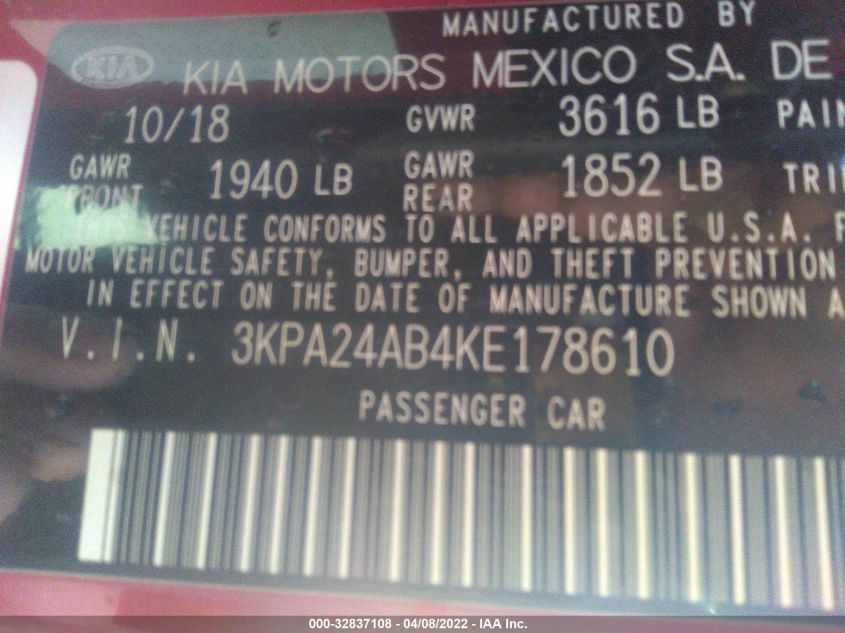 MANUFACTURED BY
KIA KIA MOTORS MEXICO S.A. DE
10/18 GVWR 3616 LB PAIN
GAWR FRONT 1940 LB GAWR REAR 1852 LB TRI
THIS VEHICLE CONFORMS TO ALL APPLICABLE U.S.A. F
MOTOR VEHICLE SAFETY, BUMPER, AND THEFT PREVENTION
IN EFFECT ON THE DATE OF MANUFACTURE SHOWN A
V.I.N. 3KPA24AB4KE178610
PASSENGER CAR
000-32837108 - 04/08/2022 - IAA Inc.